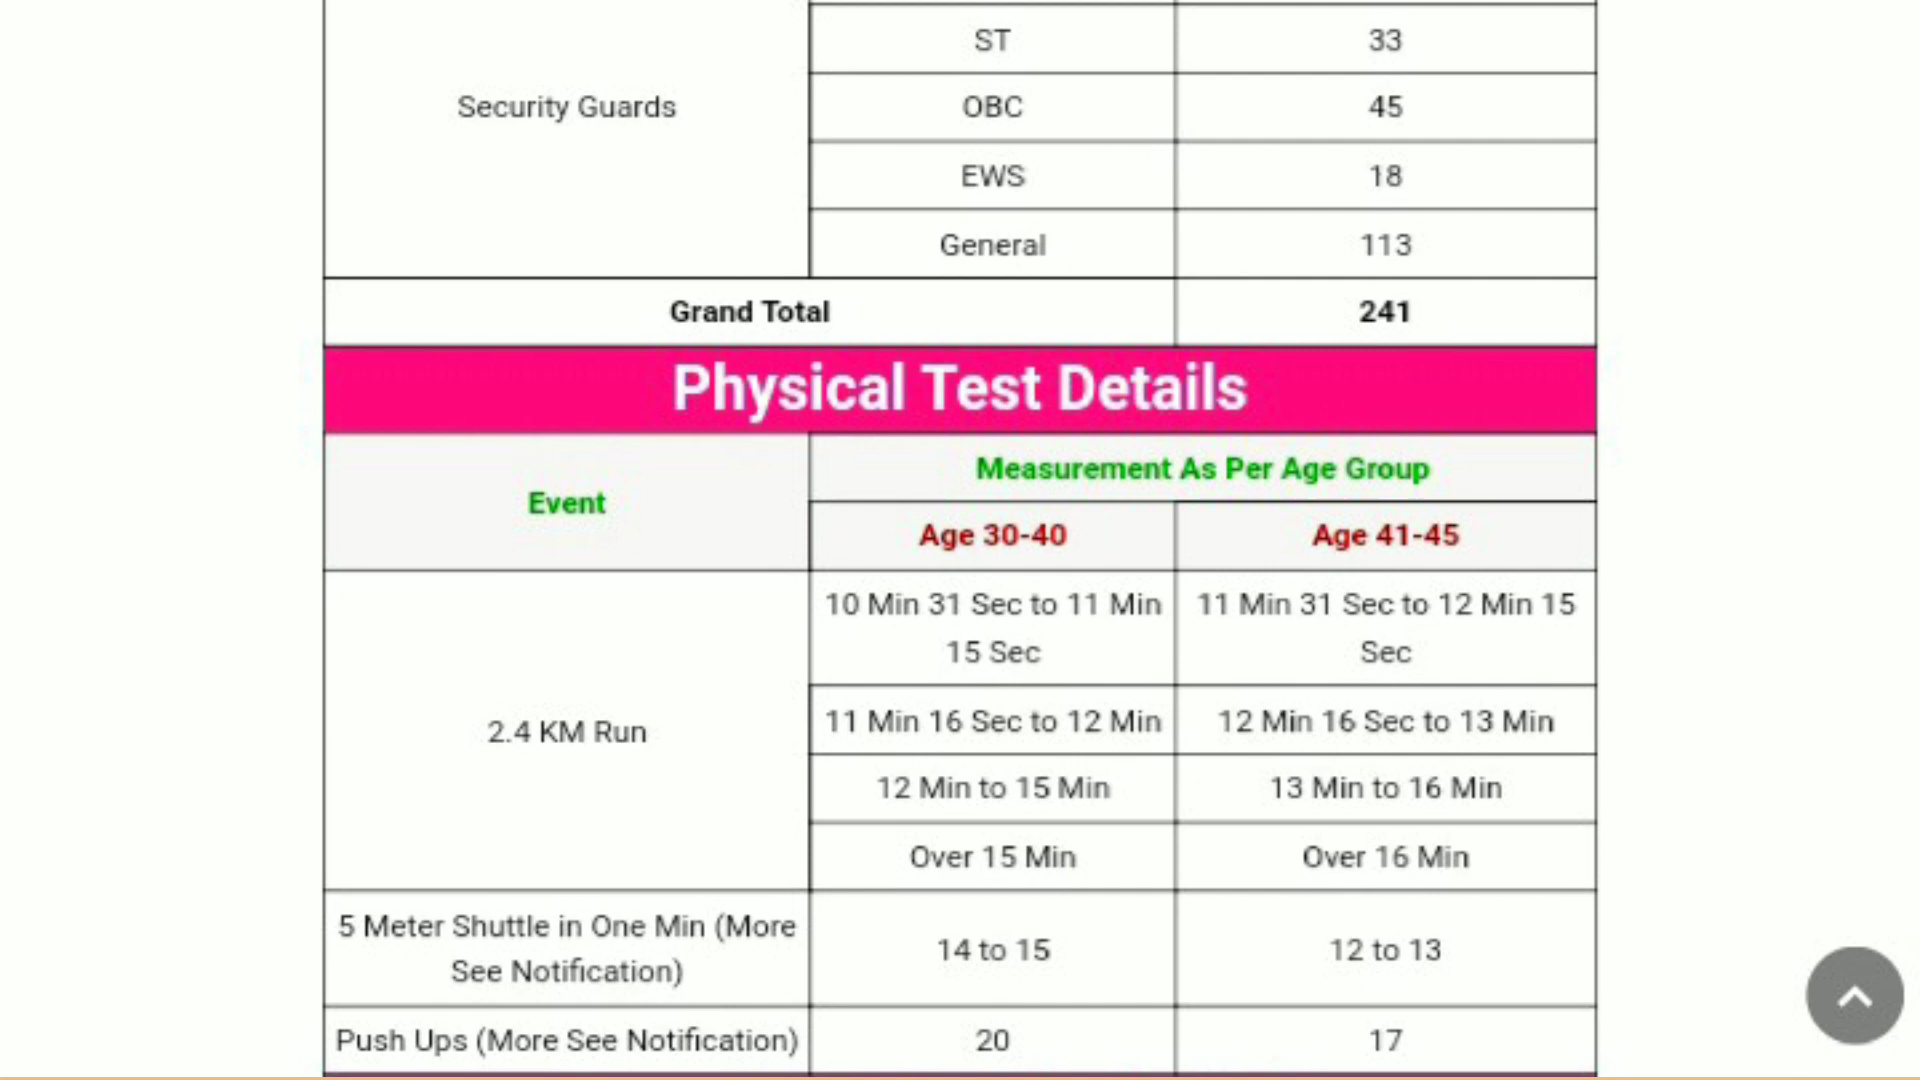 ST 33
Security Guards OBC 45
EWS 18
General 113
Grand Total 241
Physical Test Details
Measurement As Per Age Group
Event
Age 30-40 Age 41-45
10 Min 31 Sec to 11 Min 15 Sec 11 Min 31 Sec to 12 Min 15 Sec
11 Min 16 Sec to 12 Min 12 Min 16 Sec to 13 Min
2.4 KM Run
12 Min to 15 Min 13 Min to 16 Min
Over 15 Min Over 16 Min
5 Meter Shuttle in One Min (More See Notification) 14 to 15 12 to 13
Push Ups (More See Notification) 20 17